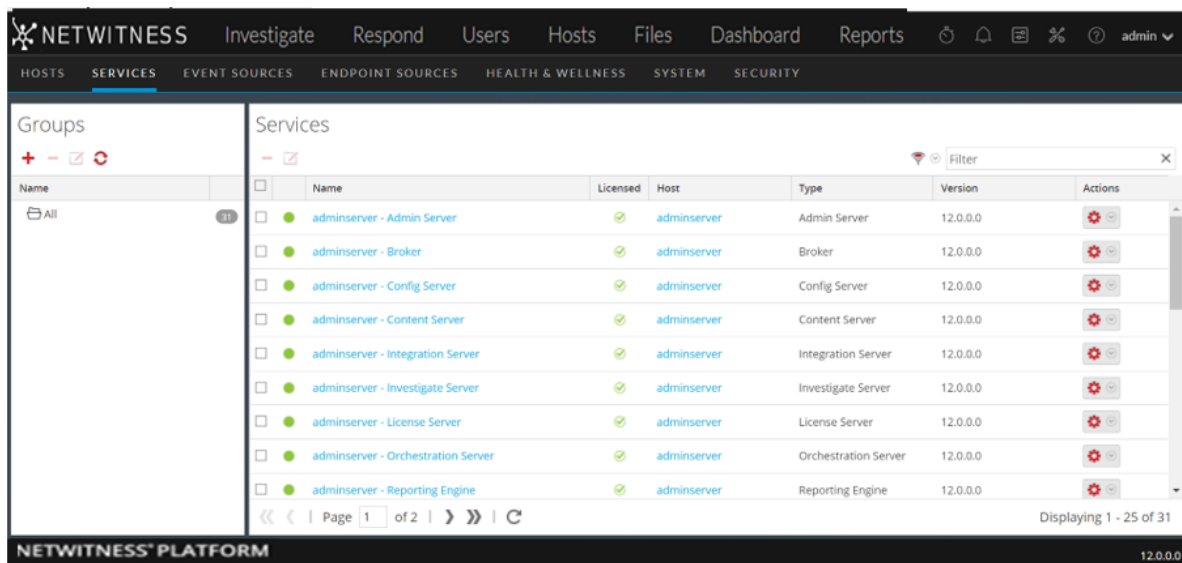 NETWITNESS Investigate Respond Users Hosts Files Dashboard Reports admin
HOSTS SERVICES EVENT SOURCES ENDPOINT SOURCES HEALTH & WELLNESS SYSTEM SECURITY
Groups
Name
All 31
Services
Filter
Name Licensed Host Type Version Actions
adminserver - Admin Server adminserver Admin Server 12.0.0.0
adminserver - Broker adminserver Broker 12.0.0.0
adminserver - Config Server adminserver Config Server 12.0.0.0
adminserver - Content Server adminserver Content Server 12.0.0.0
adminserver - Integration Server adminserver Integration Server 12.0.0.0
adminserver - Investigate Server adminserver Investigate Server 12.0.0.0
adminserver - License Server adminserver License Server 12.0.0.0
adminserver - Orchestration Server adminserver Orchestration Server 12.0.0.0
adminserver - Reporting Engine adminserver Reporting Engine 12.0.0.0
Page 1 of 2 Displaying 1 - 25 of 31
NETWITNESS® PLATFORM 12.0.0.0